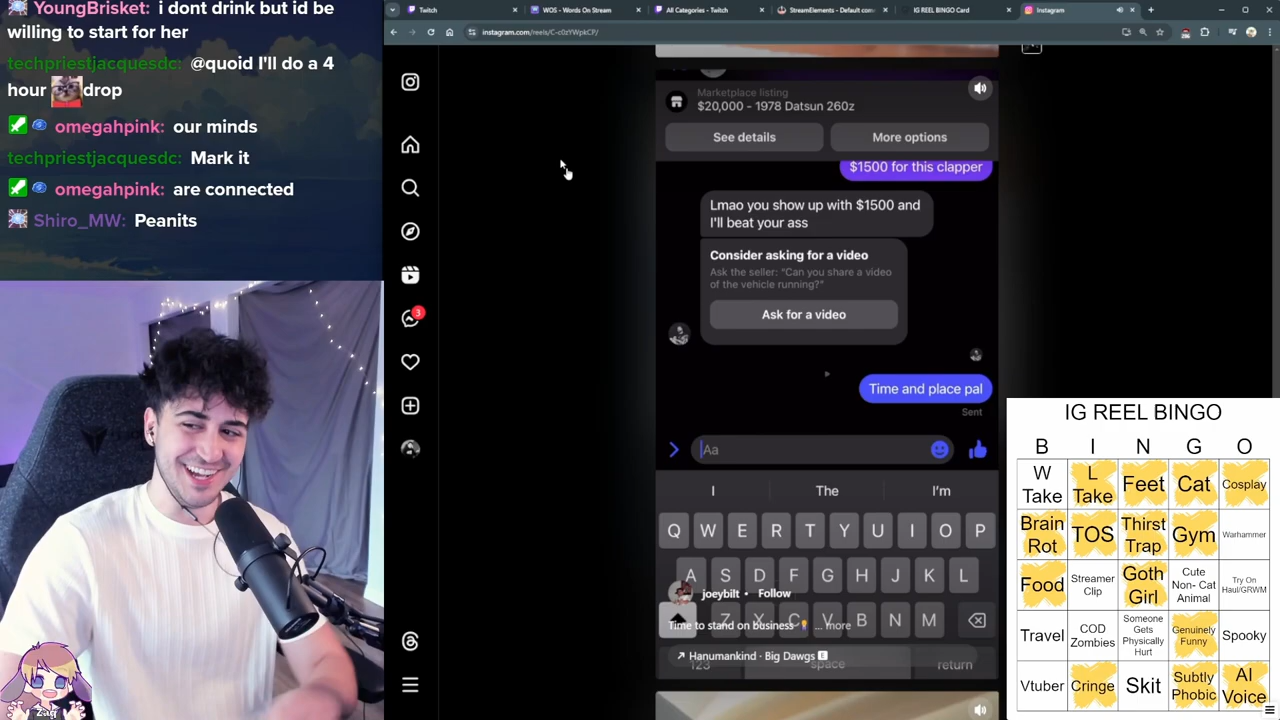 YoungBrisket: i dont drink but id be
willing to start for her
techpriestjacquesdc: @quoid I'll do a 4
hour drop
omegahpink: our minds
techpriestjacquesdc: Mark it
omegahpink: are connected
Shiro_MW: Peanits
Twitch
WOS - Words On Stream
All Categories - Twitch
StreamElements - Default com
IG REEL BINGO Card
Instagram
instagram.com/reels/C-c0zYWpkCP/
3
Marketplace listing
$20,000 - 1978 Datsun 260z
See details
More options
$1500 for this clapper
Lmao you show up with $1500 and
I'll beat your ass
Consider asking for a video
Ask the seller: "Can you share a video
of the vehicle running?"
Ask for a video
Time and place pal
Sent
Aa
I The I'm
Q W E R T Y U I O P
A S D F G H J K L
joeybilt • Follow
Z X C V B N M
Time to stand on business ... more
Hanumankind · Big Dawgs E
123 space return
IG REEL BINGO
B I N G O
W
Take
L
Take
Feet
Cat
Cosplay
Brain
Rot
TOS
Thirst
Trap
Gym
Warhammer
Food
Streamer
Clip
Goth
Girl
Cute
Non- Cat
Animal
Try On
Haul/GRWM
Travel
COD
Zombies
Someone
Gets
Physically
Hurt
Genuinely
Funny
Spooky
Vtuber
Cringe
Skit
Subtly
Phobic
AI
Voice